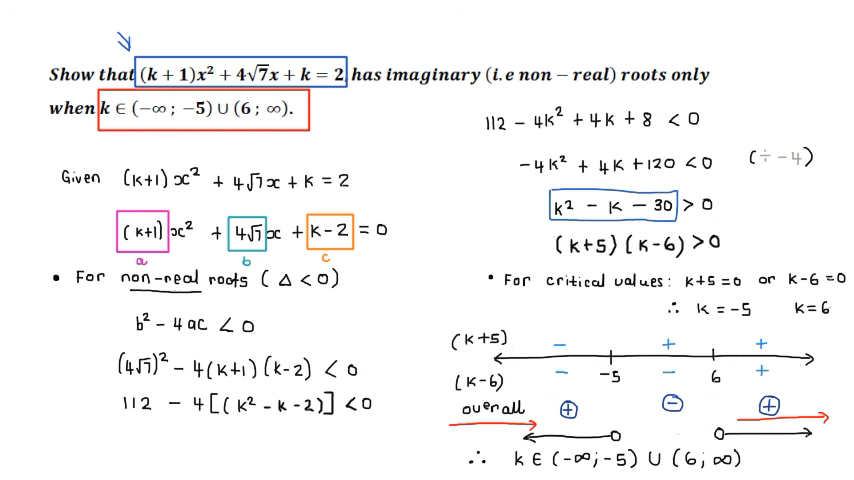 Show that (k + 1)x² + 4√7x + k = 2, has imaginary (i.e non − real) roots only
when k ∈ (−∞ ; −5) ∪ (6 ; ∞).
Given (k+1)x² + 4√7x + k = 2
(k+1)x² + 4√7x + k−2 = 0
a b c
• For non-real roots (Δ < 0)
b² − 4ac < 0
(4√7)² − 4(k+1)(k−2) < 0
112 − 4[(k² − k − 2)] < 0
112 − 4k² + 4k + 8 < 0
−4k² + 4k + 120 < 0 (÷ −4)
k² − k − 30 > 0
(k+5)(k−6) > 0
• For critical values: k+5=0 or k−6=0
∴ k = −5 k = 6
(k+5) − + +
−5 6
(k−6) − − +
overall + − +
∴ k ∈ (−∞; −5) ∪ (6; ∞)